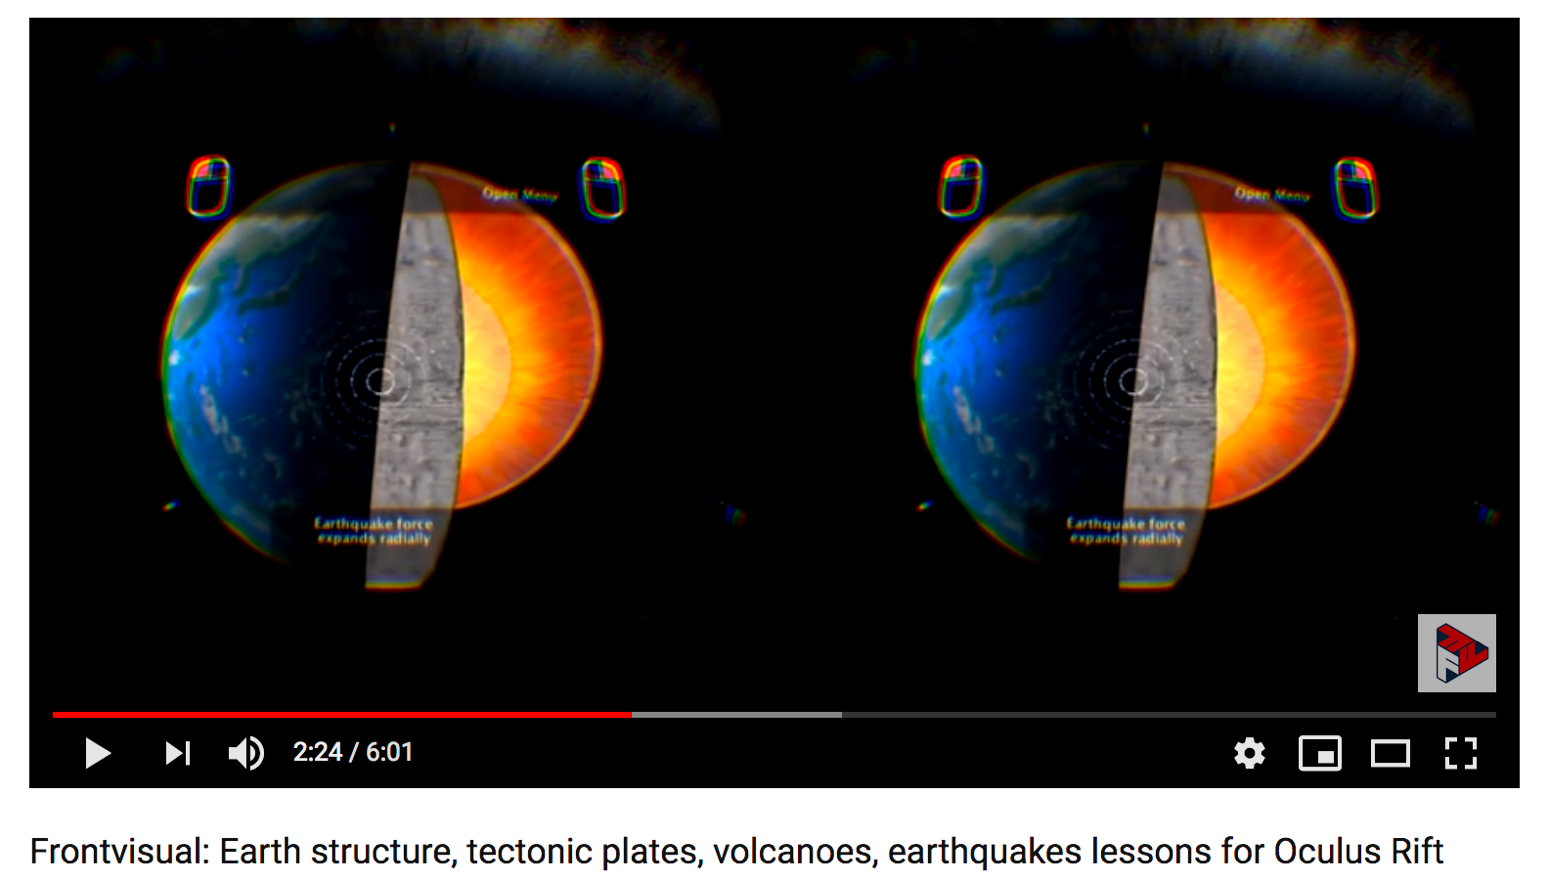 Open Menu
Open Menu
Earthquake force
expands radially
Earthquake force
expands radially
2:24 / 6:01
Frontvisual: Earth structure, tectonic plates, volcanoes, earthquakes lessons for Oculus Rift